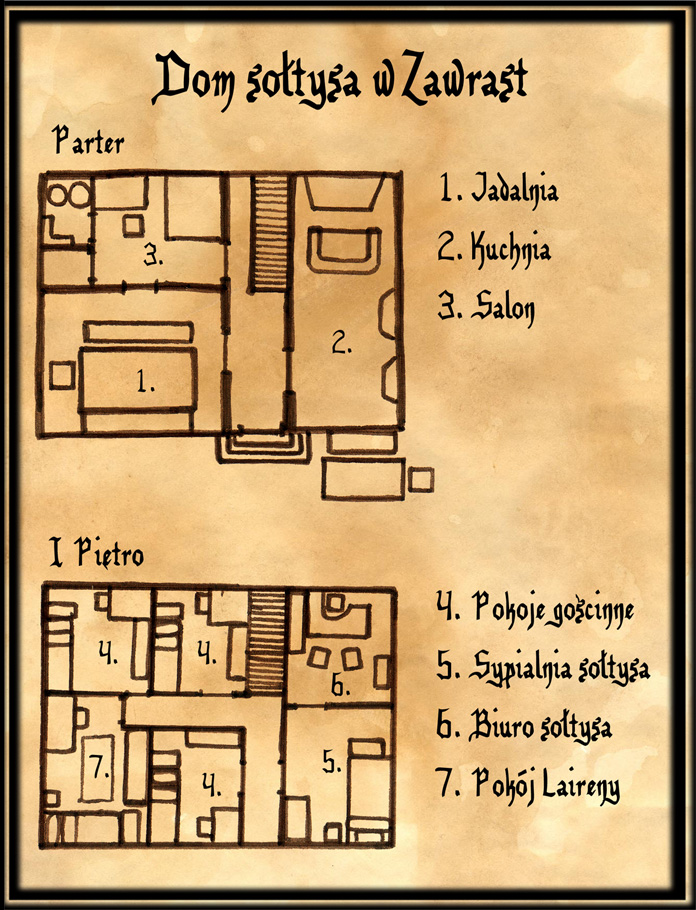 Dom sołtysa w Zawrast
Parter
1. Jadalnia
2. Kuchnia
3. Salon
3.
2.
1.
I Piętro
4. Pokoje gościnne
5. Sypialnia sołtysa
6. Biuro sołtysa
7. Pokój Laireny
4.
4.
6.
7.
4.
5.